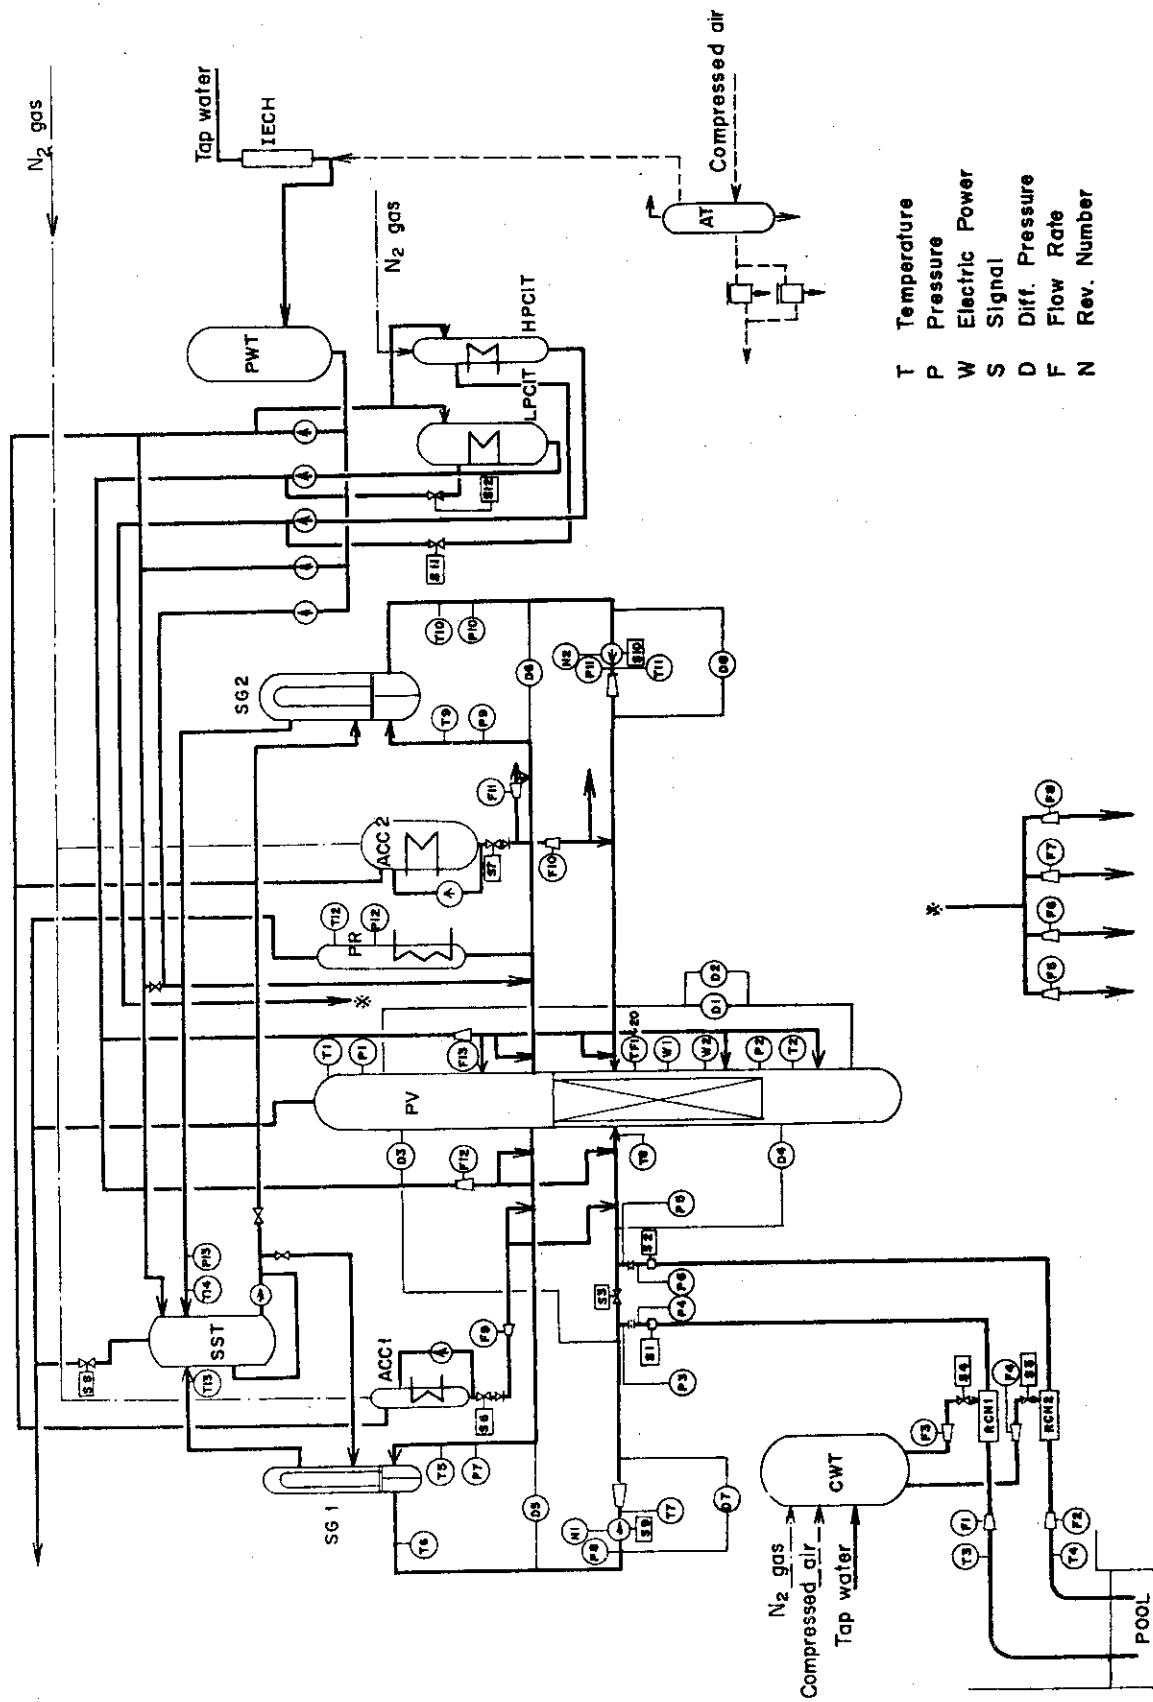 N₂ gas
Tap water
IECH
N₂ gas
Compressed air
AT
PWT
HPCIT
LPCIT
S12
S11
SG2
T10
P10
T9
P9
D6
N2
P11
S10
T11
D8
ACC2
F11
S7
F10
PR
T12
P12
※
※
F5
F6
F7
F8
D2
D1
T1
P1
F13
TF1~20
W1
W2
P2
T2
PV
D3
F12
T8
D4
P13
T14
SST
T13
S8
ACC1
F9
S6
P5
S2
P6
S3
P4
S1
P3
SG1
T5
P7
T6
D5
N1
P8
S9
T7
D7
S4
F4
S5
F3
RCN1
RCN2
CWT
N₂ gas
Compressed air
Tap water
F1
T3
F2
T4
POOL
T Temperature
P Pressure
W Electric Power
S Signal
D Diff. Pressure
F Flow Rate
N Rev. Number